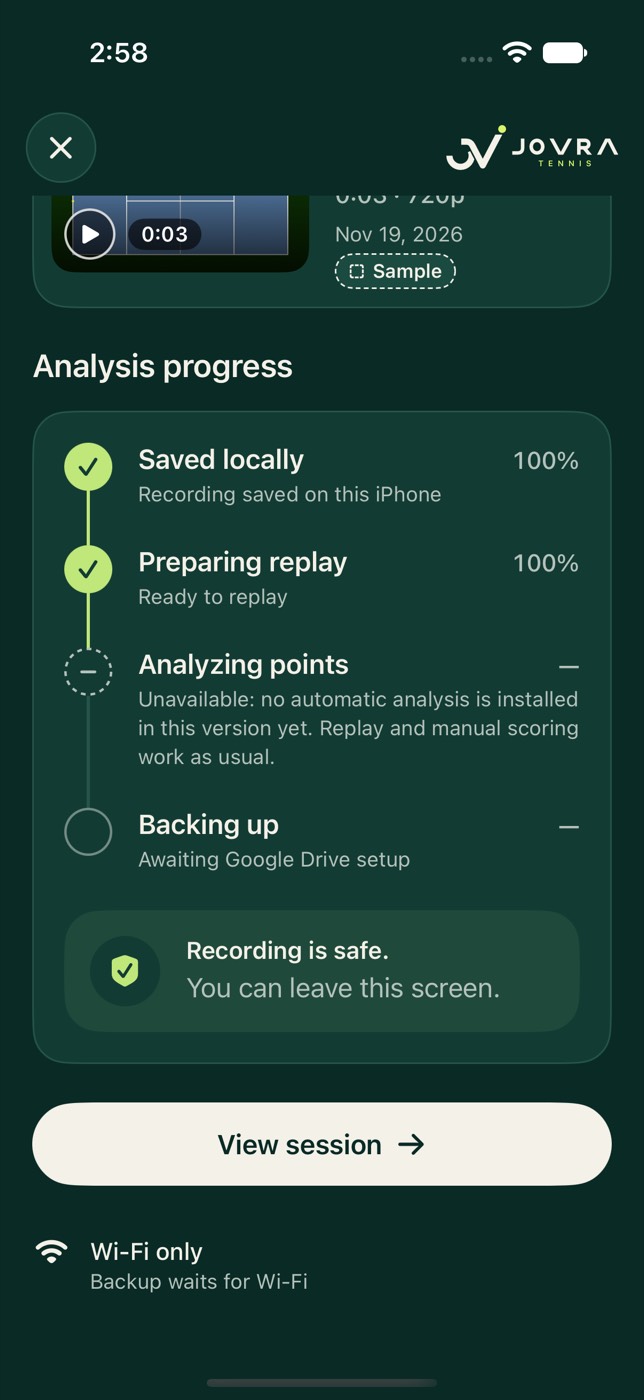 2:58
JOVRA
TENNIS
0:03 · 720p
0:03
Nov 19, 2026
Sample
Analysis progress
Saved locally
100%
Recording saved on this iPhone
Preparing replay
100%
Ready to replay
Analyzing points
—
Unavailable: no automatic analysis is installed
in this version yet. Replay and manual scoring
work as usual.
Backing up
—
Awaiting Google Drive setup
Recording is safe.
You can leave this screen.
View session →
Wi-Fi only
Backup waits for Wi-Fi